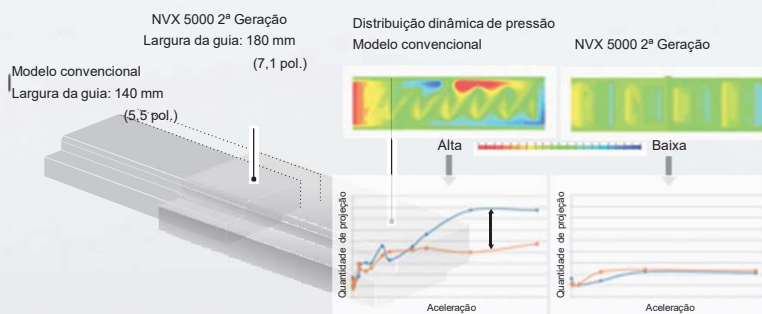 NVX 5000 2ª Geração
Largura da guia: 180 mm
(7,1 pol.)
Modelo convencional
Largura da guia: 140 mm
(5,5 pol.)
Distribuição dinâmica de pressão
Modelo convencional
NVX 5000 2ª Geração
Alta
Baixa
Quantidade de projeção
Aceleração
Quantidade de projeção
Aceleração